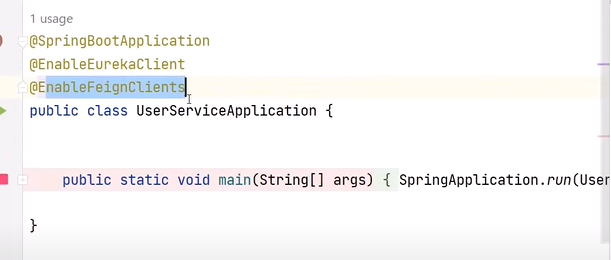 1 usage
@SpringBootApplication
@EnableEurekaClient
@EnableFeignClients
public class UserServiceApplication {
public static void main(String[] args) { SpringApplication.run(User
}